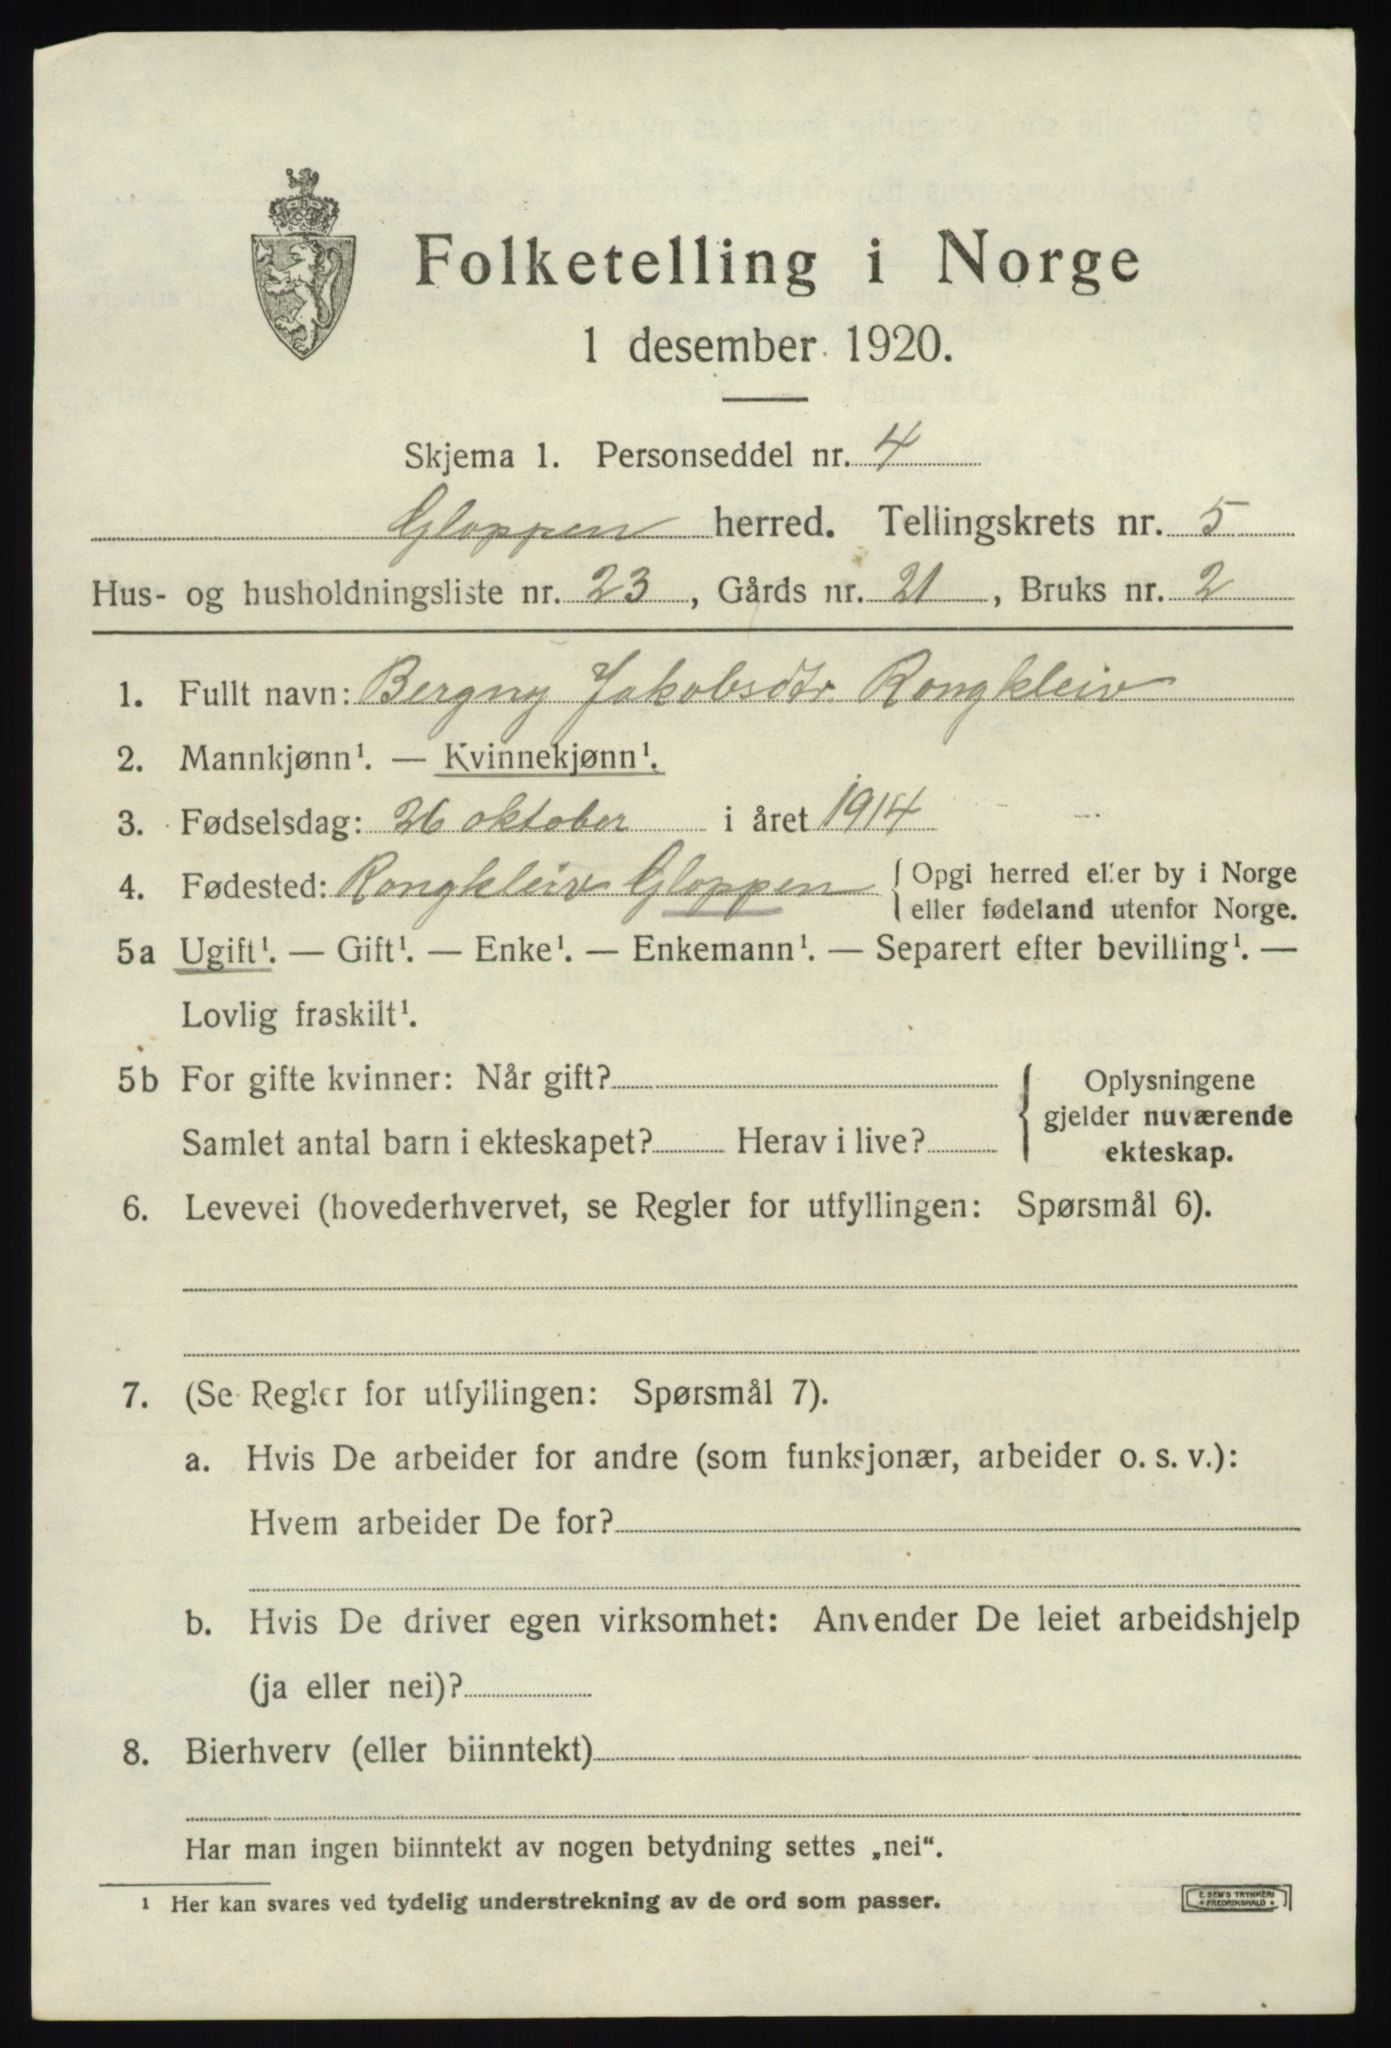 Folketelling i Norge
1 desember 1920.
Skjema 1. Personseddel nr. 4
Gloppen herred. Tellingskrets nr. 5
Hus- og husholdningsliste nr. 23, Gårds nr. 21, Bruks nr. 2
1. Fullt navn: Bergny Jakobsdtr. Rongkleiv
2. Mannkjønn¹. — Kvinnekjønn¹.
3. Fødselsdag: 26 oktober i året 1914
4. Fødested: Rongkleiv Gloppen { Opgi herred eller by i Norge
eller fødeland utenfor Norge.
5a Ugift¹. — Gift¹. — Enke¹. — Enkemann¹. — Separert efter bevilling¹. —
Lovlig fraskilt¹.
5b For gifte kvinner: Når gift? { Oplysningene
gjelder nuværende
Samlet antal barn i ekteskapet? Herav i live?
ekteskap.
6. Levevei (hovederhvervet, se Regler for utfyllingen: Spørsmål 6).
7. (Se Regler for utfyllingen: Spørsmål 7).
a. Hvis De arbeider for andre (som funksjonær, arbeider o. s. v.):
Hvem arbeider De for?
b. Hvis De driver egen virksomhet: Anvender De leiet arbeidshjelp
(ja eller nei)?
8. Bierhverv (eller biinntekt)
Har man ingen biinntekt av nogen betydning settes „nei“.
¹ Her kan svares ved tydelig understrekning av de ord som passer.
E. SEM'S TRYKKERI
FREDRIKSHALD